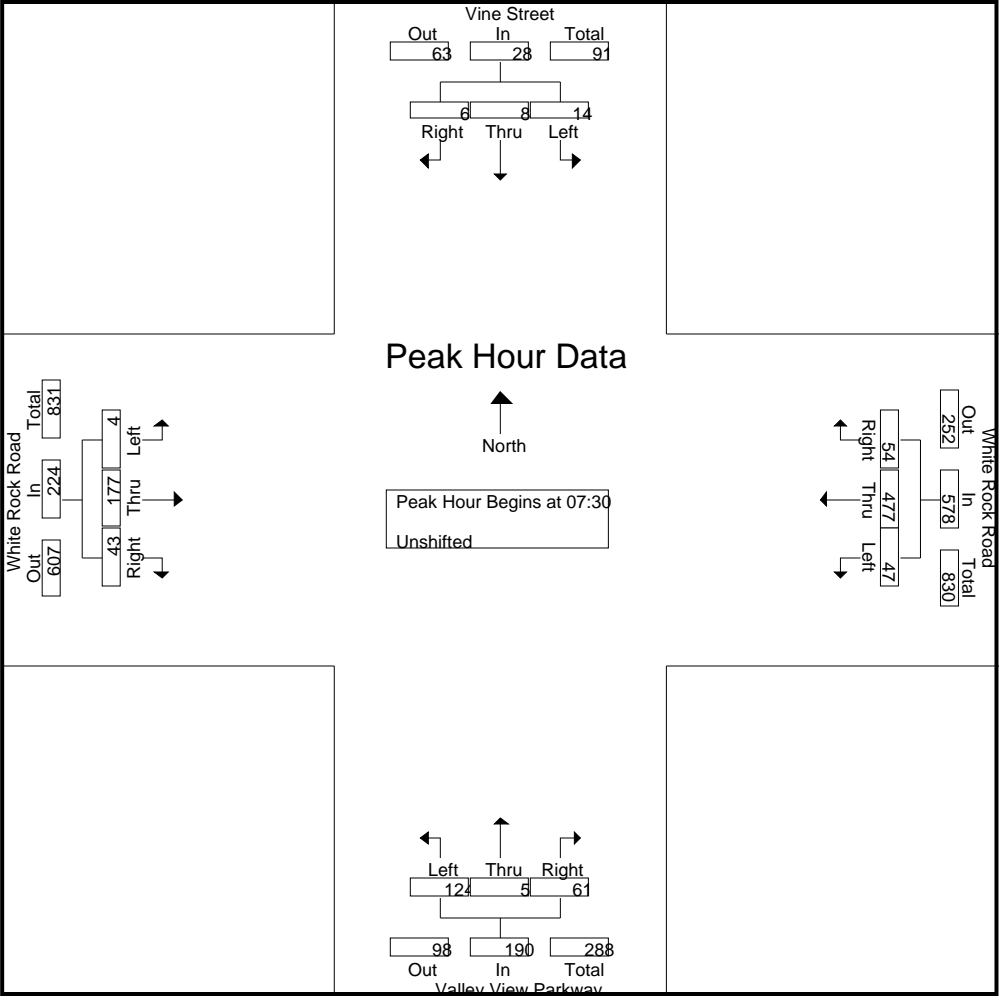 Vine Street
Out In Total
63 28 91
6 8 14
Right Thru Left
Peak Hour Data
North
Peak Hour Begins at 07:30
Unshifted
White Rock Road
Total In Out
831 224 607
4 177 43
Left Thru Right
White Rock Road
Out In Total
252 578 830
54 477 47
Right Thru Left
Left Thru Right
124 5 61
98 190 288
Out In Total
Valley View Parkway